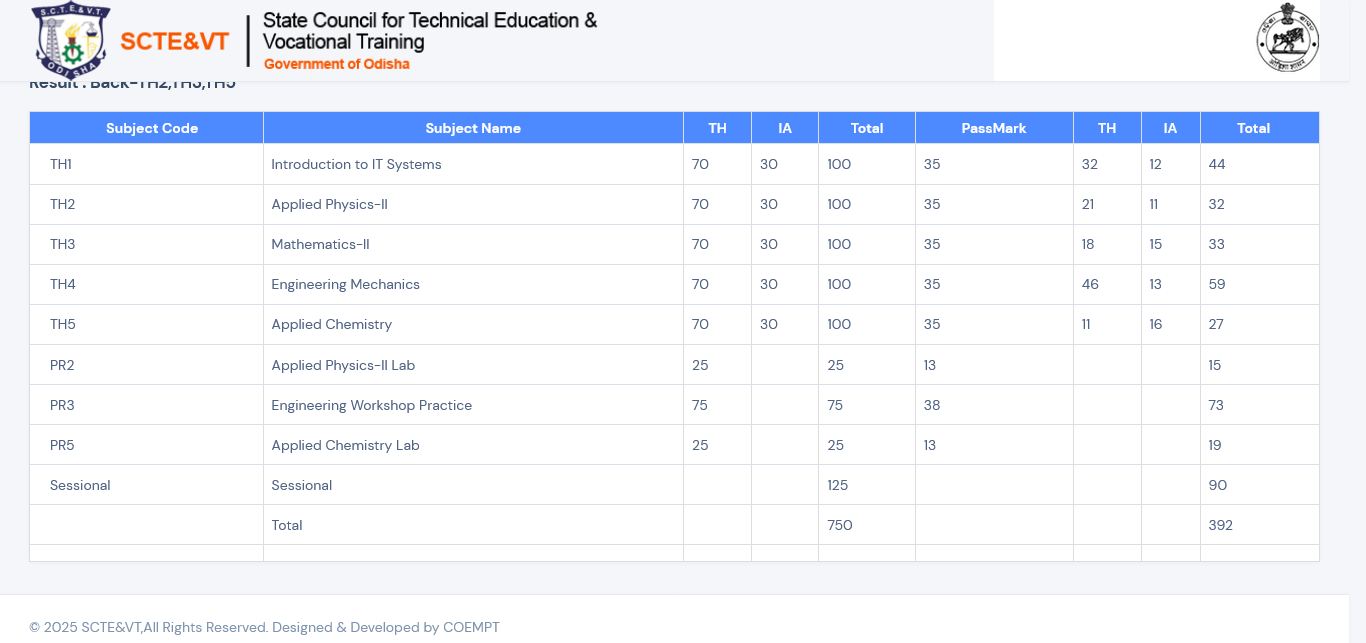 S.C.T.E.&V.T.
ODISHA
SCTE&VT
State Council for Technical Education &
Vocational Training
Government of Odisha
Result : Back-TH2,TH3,TH5
Subject Code Subject Name TH IA Total PassMark TH IA Total
TH1 Introduction to IT Systems 70 30 100 35 32 12 44
TH2 Applied Physics-II 70 30 100 35 21 11 32
TH3 Mathematics-II 70 30 100 35 18 15 33
TH4 Engineering Mechanics 70 30 100 35 46 13 59
TH5 Applied Chemistry 70 30 100 35 11 16 27
PR2 Applied Physics-II Lab 25 25 13 15
PR3 Engineering Workshop Practice 75 75 38 73
PR5 Applied Chemistry Lab 25 25 13 19
Sessional Sessional 125 90
Total 750 392
© 2025 SCTE&VT,All Rights Reserved. Designed & Developed by COEMPT